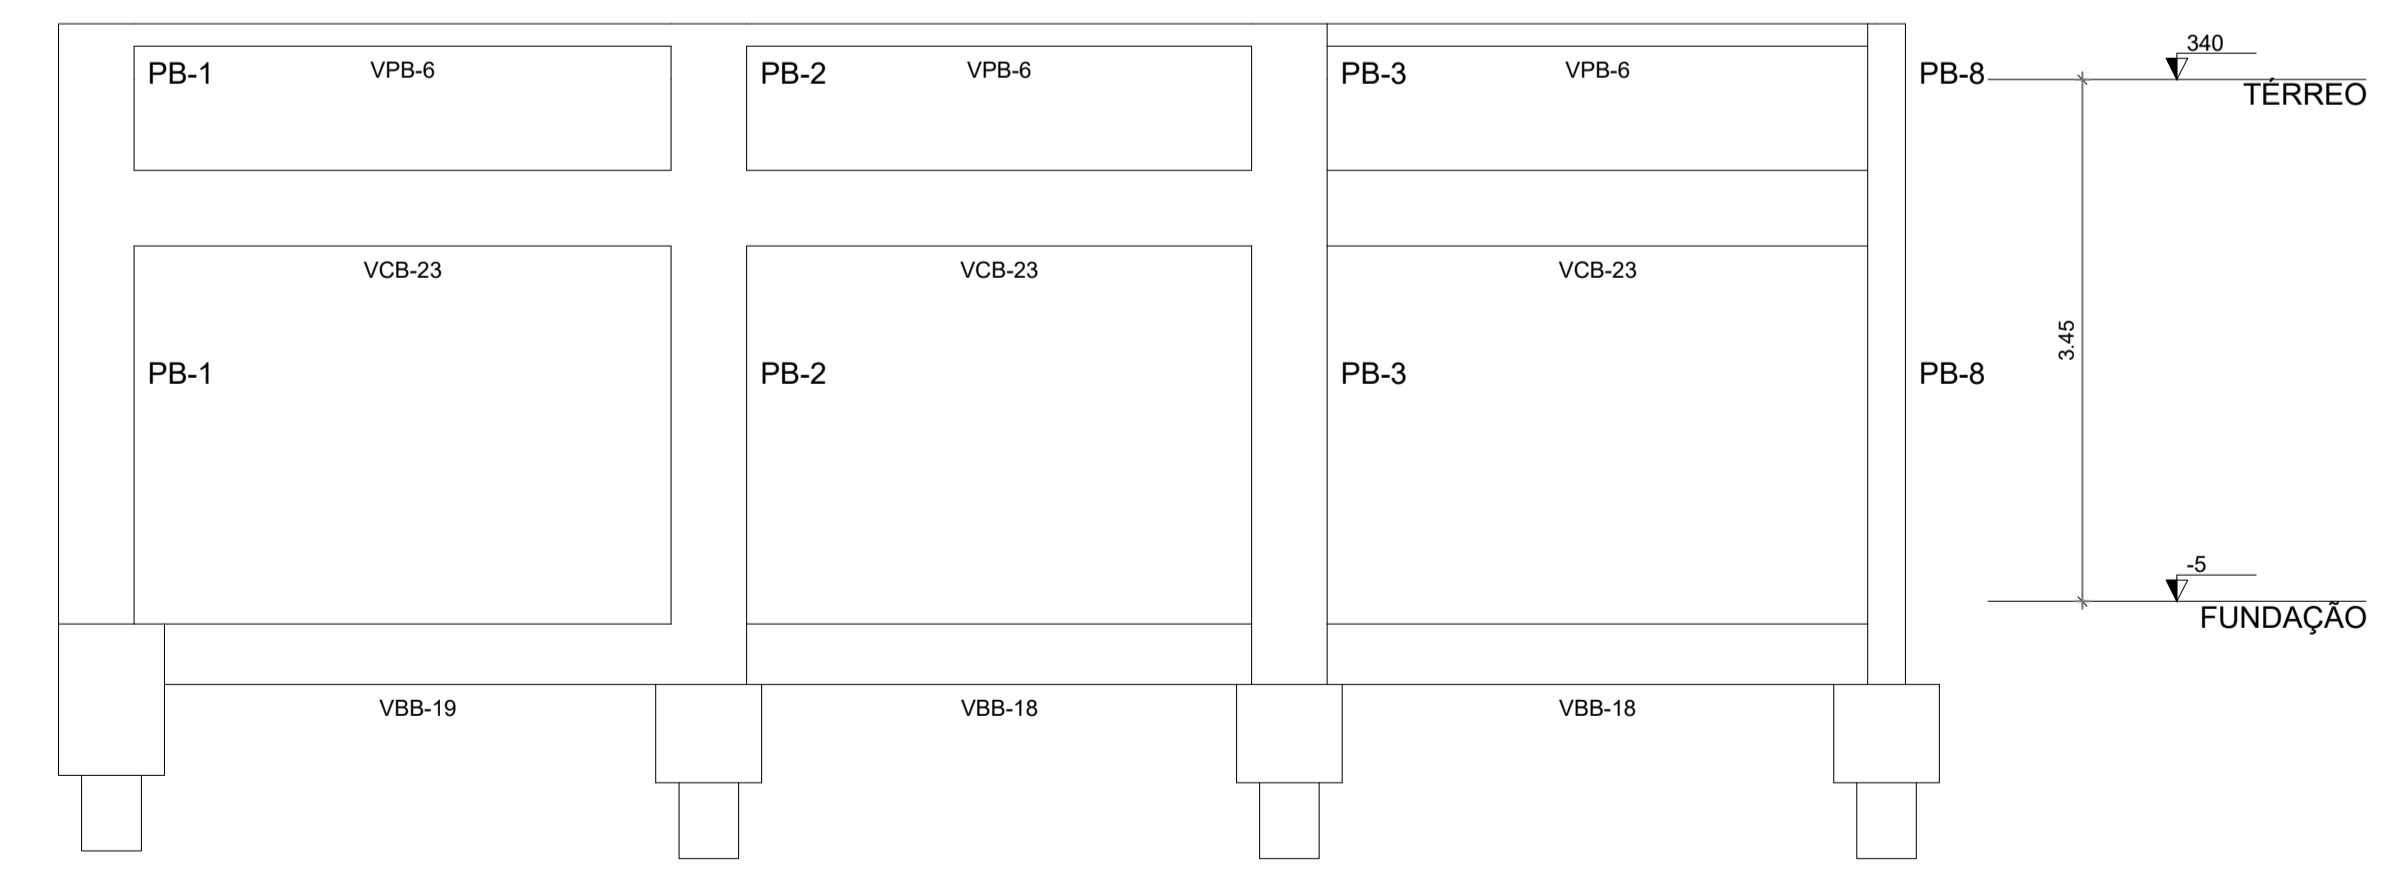 340
PB-1 VPB-6 PB-2 VPB-6 PB-3 VPB-6 PB-8
TÉRREO
VCB-23 VCB-23 VCB-23
3.45
PB-1 PB-2 PB-3 PB-8
-5
FUNDAÇÃO
VBB-19 VBB-18 VBB-18